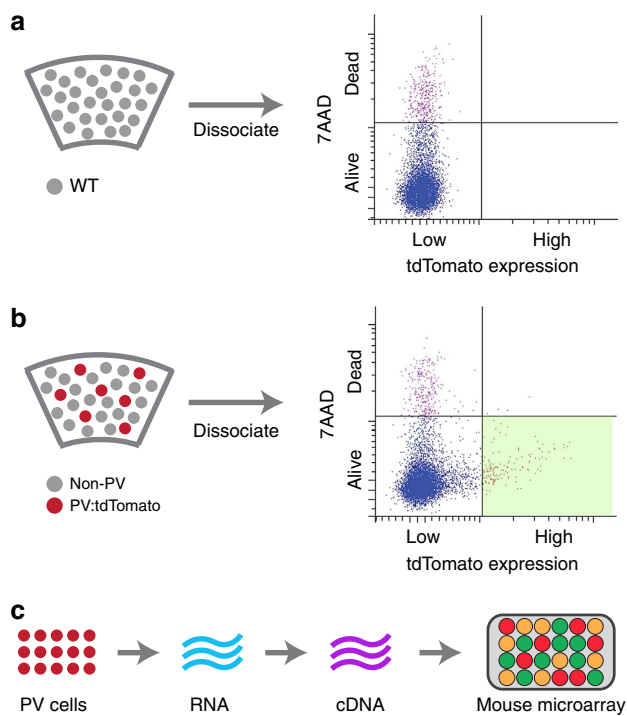 a
WT
Dissociate
7AAD
Dead
Alive
Low
High
tdTomato expression
b
Non-PV
PV:tdTomato
Dissociate
7AAD
Dead
Alive
Low
High
tdTomato expression
c
PV cells
RNA
cDNA
Mouse microarray